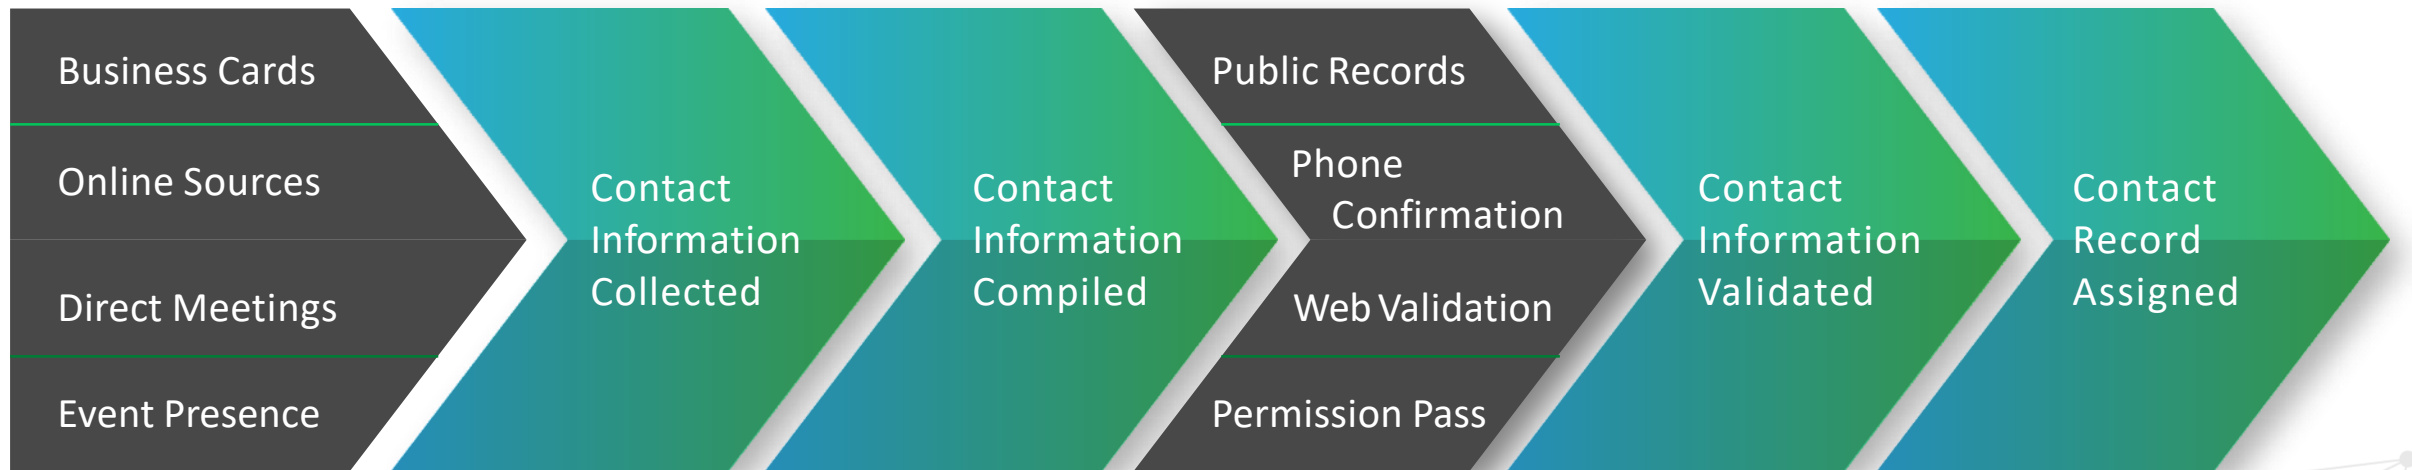 Business Cards
Online Sources
Direct Meetings
Event Presence
Contact
Information
Collected
Contact
Information
Compiled
Public Records
Phone
Confirmation
Web Validation
Permission Pass
Contact
Information
Validated
Contact
Record
Assigned